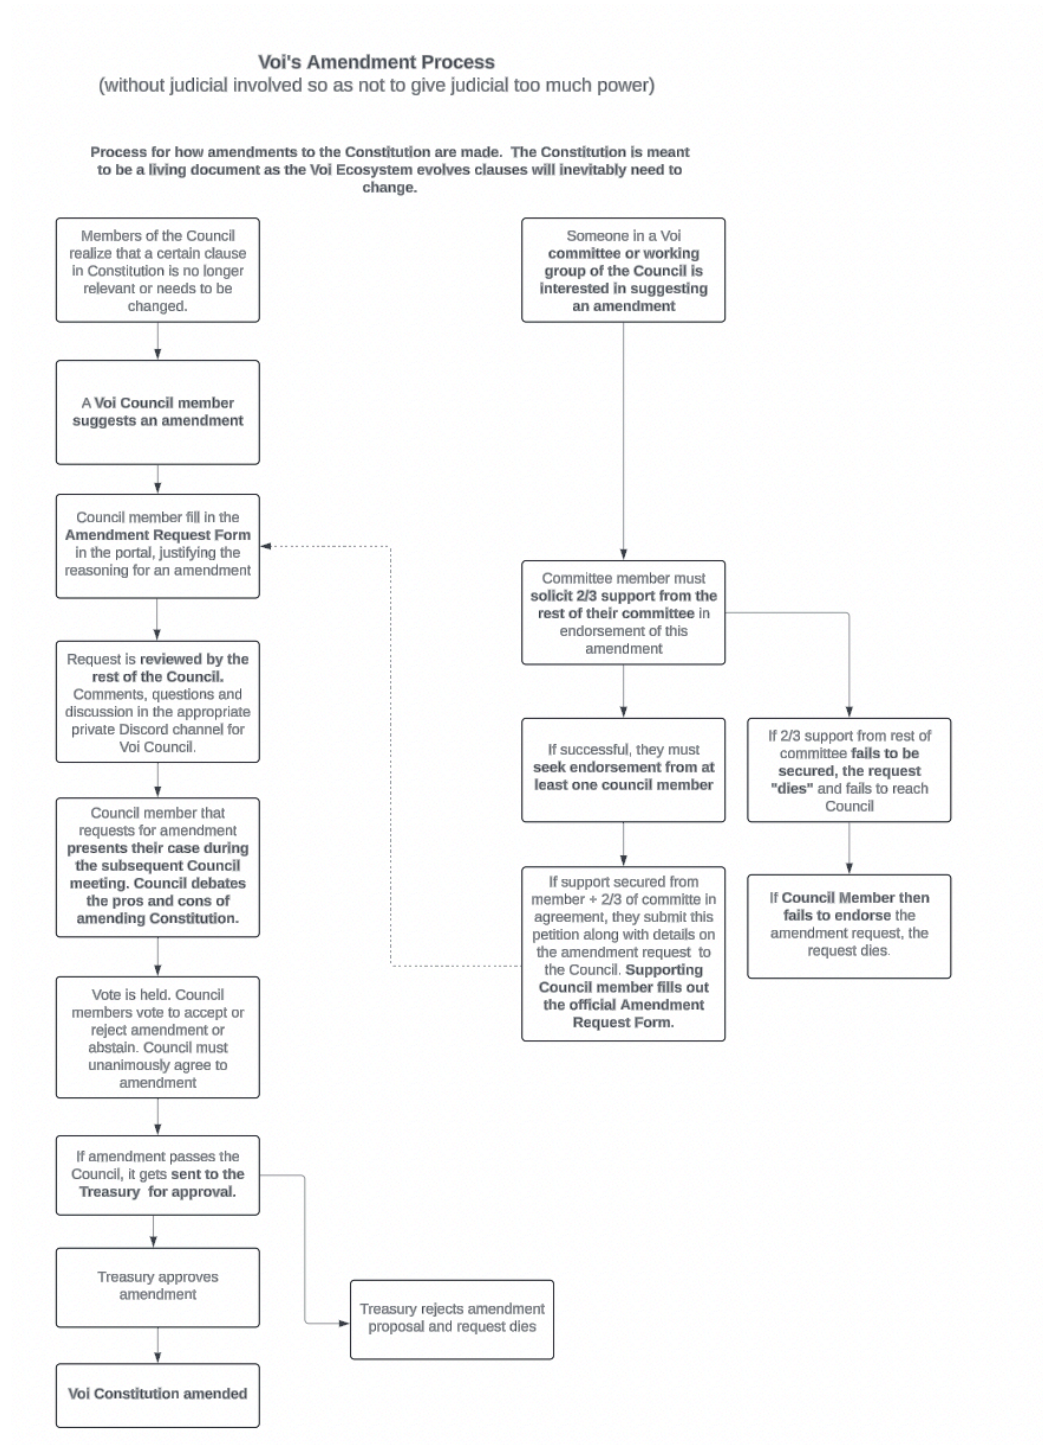 Voi's Amendment Process
(without judicial involved so as not to give judicial too much power)
Process for how amendments to the Constitution are made. The Constitution is meant
to be a living document as the Voi Ecosystem evolves clauses will inevitably need to
change.
Members of the Council
realize that a certain clause
in Constitution is no longer
relevant or needs to be
changed.
A Voi Council member
suggests an amendment
Council member fill in the
Amendment Request Form
in the portal, justifying the
reasoning for an amendment
Request is reviewed by the
rest of the Council.
Comments, questions and
discussion in the appropriate
private Discord channel for
Voi Council.
Council member that
requests for amendment
presents their case during
the subsequent Council
meeting. Council debates
the pros and cons of
amending Constitution.
Vote is held. Council
members vote to accept or
reject amendment or
abstain. Council must
unanimously agree to
amendment
If amendment passes the
Council, it gets sent to the
Treasury for approval.
Treasury approves
amendment
Voi Constitution amended
Treasury rejects amendment
proposal and request dies
Someone in a Voi
committee or working
group of the Council is
interested in suggesting
an amendment
Committee member must
solicit 2/3 support from the
rest of their committee in
endorsement of this
amendment
If successful, they must
seek endorsement from at
least one council member
If support secured from
member + 2/3 of committe in
agreement, they submit this
petition along with details on
the amendment request to
the Council. Supporting
Council member fills out
the official Amendment
Request Form.
If 2/3 support from rest of
committee fails to be
secured, the request
"dies" and fails to reach
Council
If Council Member then
fails to endorse the
amendment request, the
request dies.